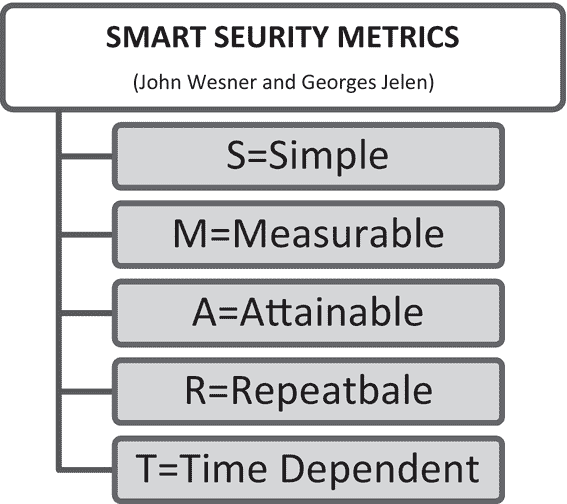 SMART SEURITY METRICS
(John Wesner and Georges Jelen)
S=Simple
M=Measurable
A=Attainable
R=Repeatbale
T=Time Dependent